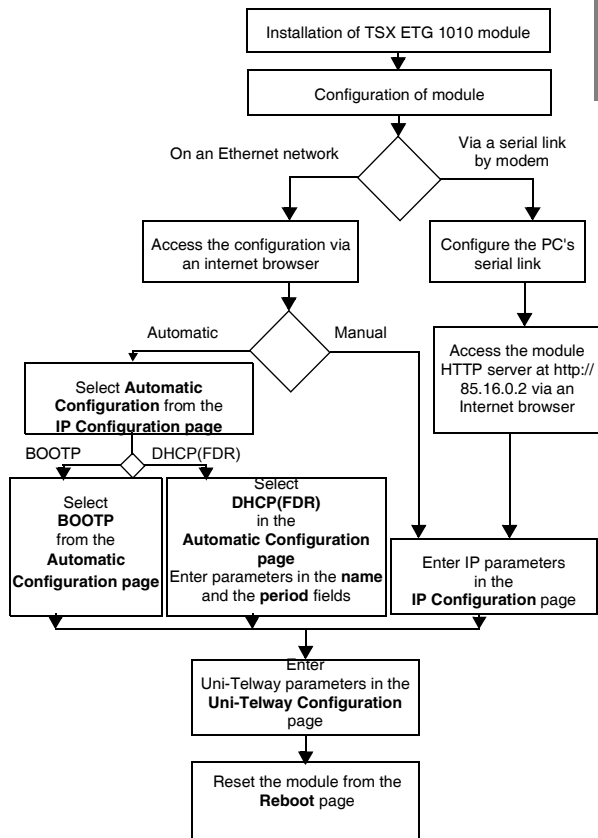 Installation of TSX ETG 1010 module
Configuration of module
On an Ethernet network
Via a serial link
by modem
Access the configuration via
an internet browser
Configure the PC's
serial link
Automatic
Manual
Access the module
HTTP server at http://
85.16.0.2 via an
Internet browser
Select Automatic
Configuration from the
IP Configuration page
BOOTP
DHCP(FDR)
Select
BOOTP
from the
Automatic
Configuration page
Select
DHCP(FDR)
in the
Automatic Configuration
page
Enter parameters in the name
and the period fields
Enter IP parameters
in the
IP Configuration page
Enter
Uni-Telway parameters in the
Uni-Telway Configuration
page
Reset the module from the
Reboot page